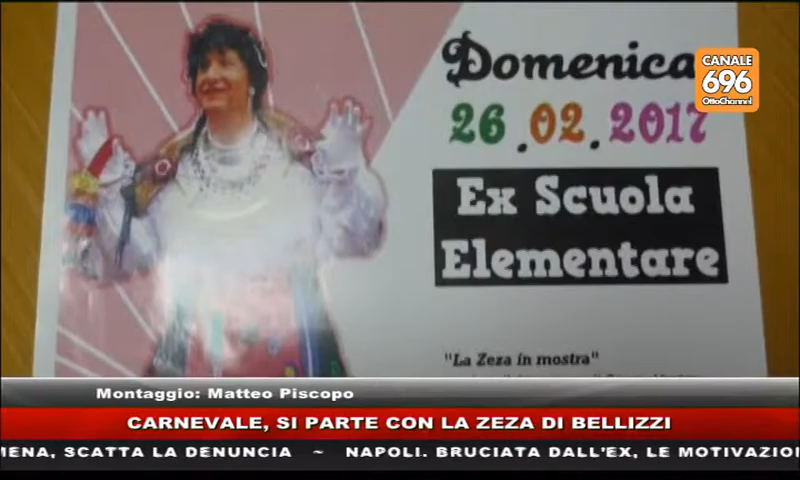 Domenica
CANALE
696
OttoChannel
26.02.2017
Ex Scuola
Elementare
"La Zeza in mostra"
Montaggio: Matteo Piscopo
CARNEVALE, SI PARTE CON LA ZEZA DI BELLIZZI
MENA, SCATTA LA DENUNCIA ~ NAPOLI. BRUCIATA DALL'EX, LE MOTIVAZIO